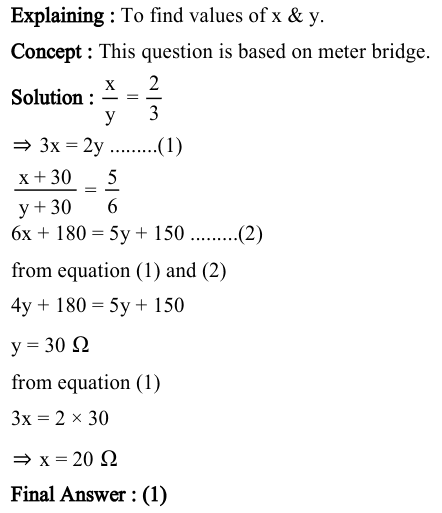 Explaining : To find values of x & y.
Concept : This question is based on meter bridge.
Solution : x/y = 2/3
⇒ 3x = 2y .........(1)
(x + 30)/(y + 30) = 5/6
6x + 180 = 5y + 150 .........(2)
from equation (1) and (2)
4y + 180 = 5y + 150
y = 30 Ω
from equation (1)
3x = 2 × 30
⇒ x = 20 Ω
Final Answer : (1)